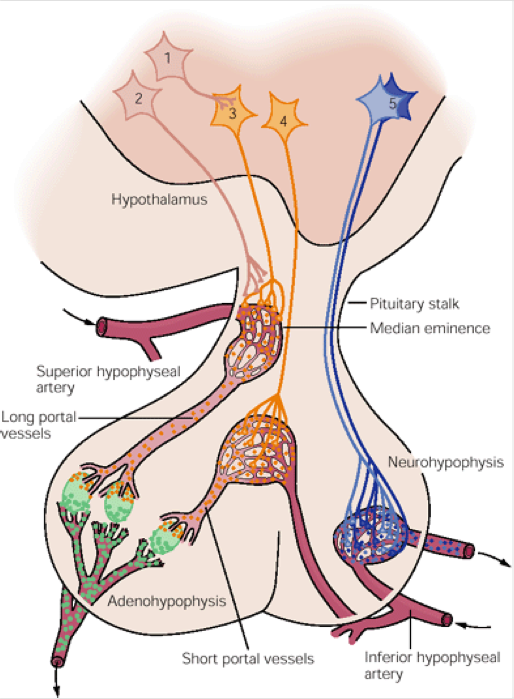 1
2
3
4
5
Hypothalamus
Pituitary stalk
Median eminence
Superior hypophyseal
artery
Long portal
vessels
Neurohypophysis
Adenohypophysis
Short portal vessels
Inferior hypophyseal
artery